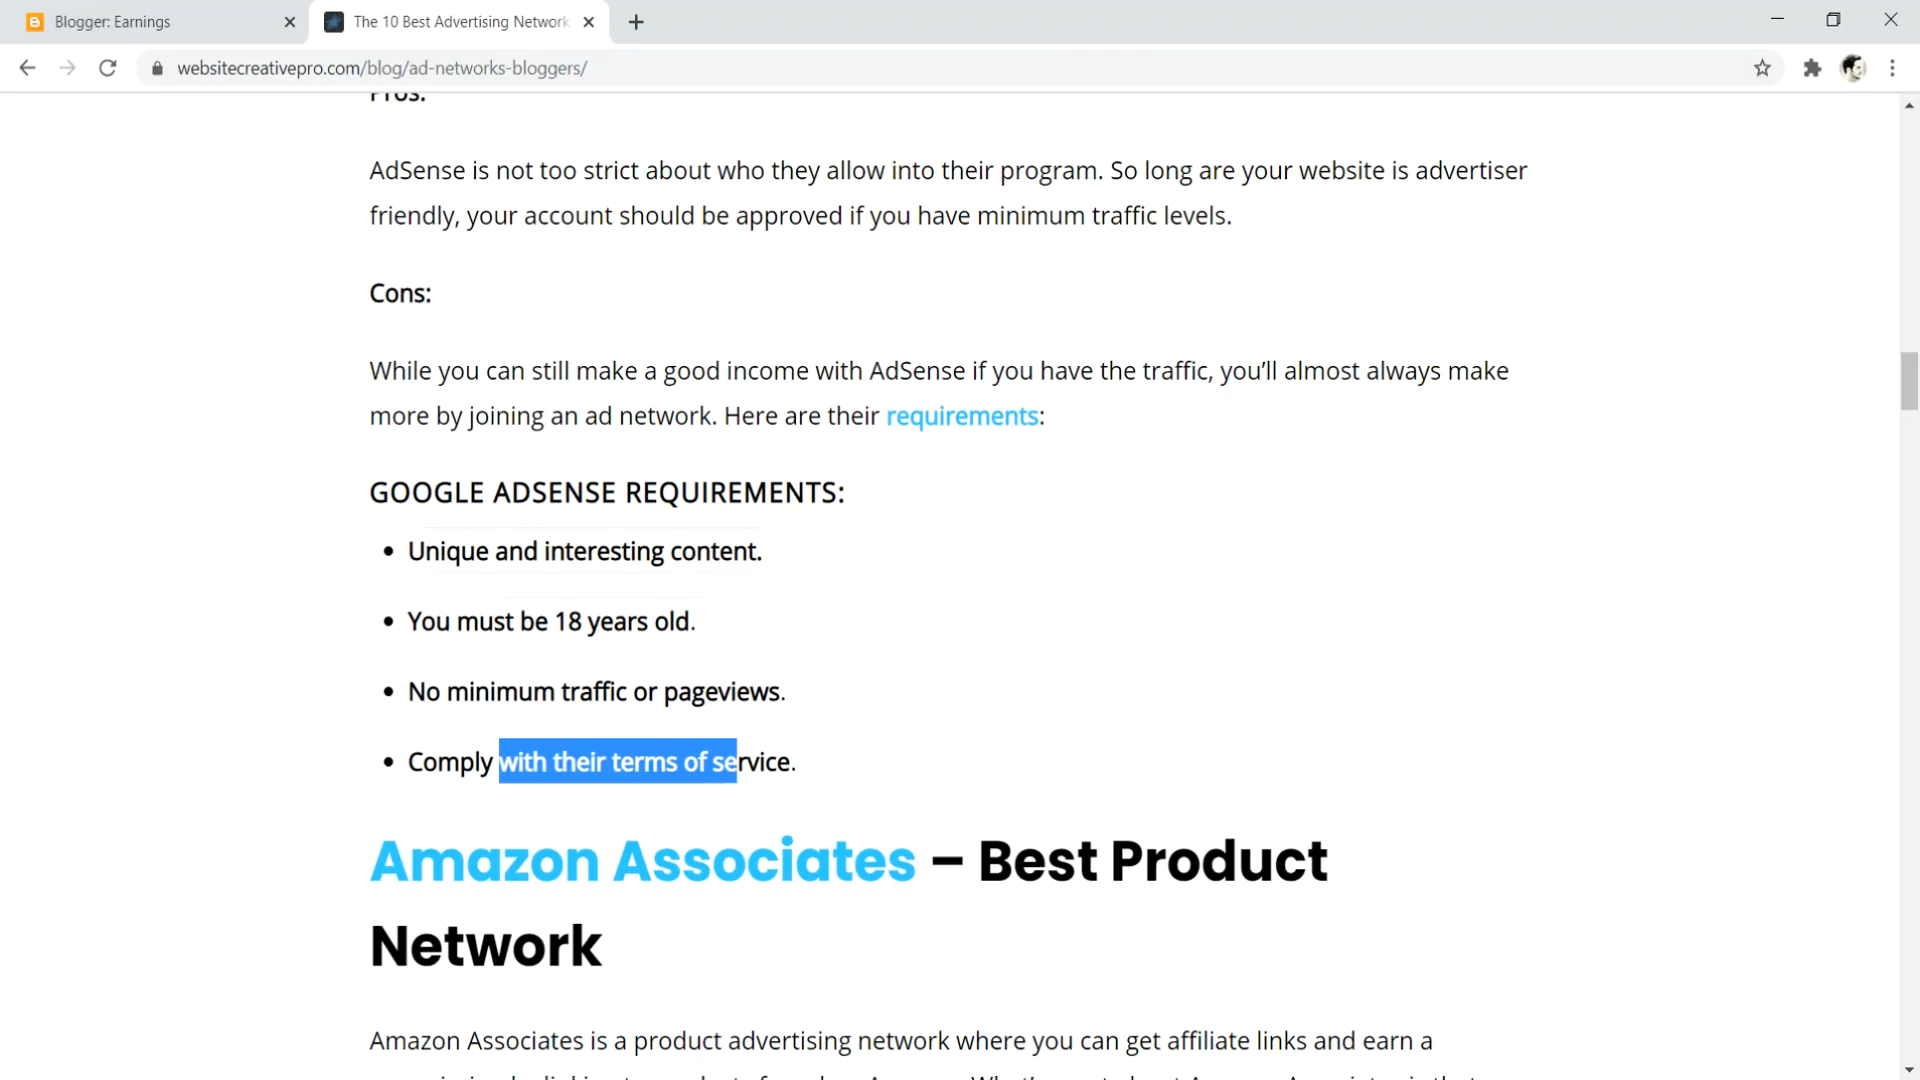 Blogger: Earnings
The 10 Best Advertising Network
websitecreativepro.com/blog/ad-networks-bloggers/
Pros:
AdSense is not too strict about who they allow into their program. So long are your website is advertiser
friendly, your account should be approved if you have minimum traffic levels.
Cons:
While you can still make a good income with AdSense if you have the traffic, you’ll almost always make
more by joining an ad network. Here are their requirements:
GOOGLE ADSENSE REQUIREMENTS:
• Unique and interesting content.
• You must be 18 years old.
• No minimum traffic or pageviews.
• Comply with their terms of service.
Amazon Associates – Best Product
Network
Amazon Associates is a product advertising network where you can get affiliate links and earn a